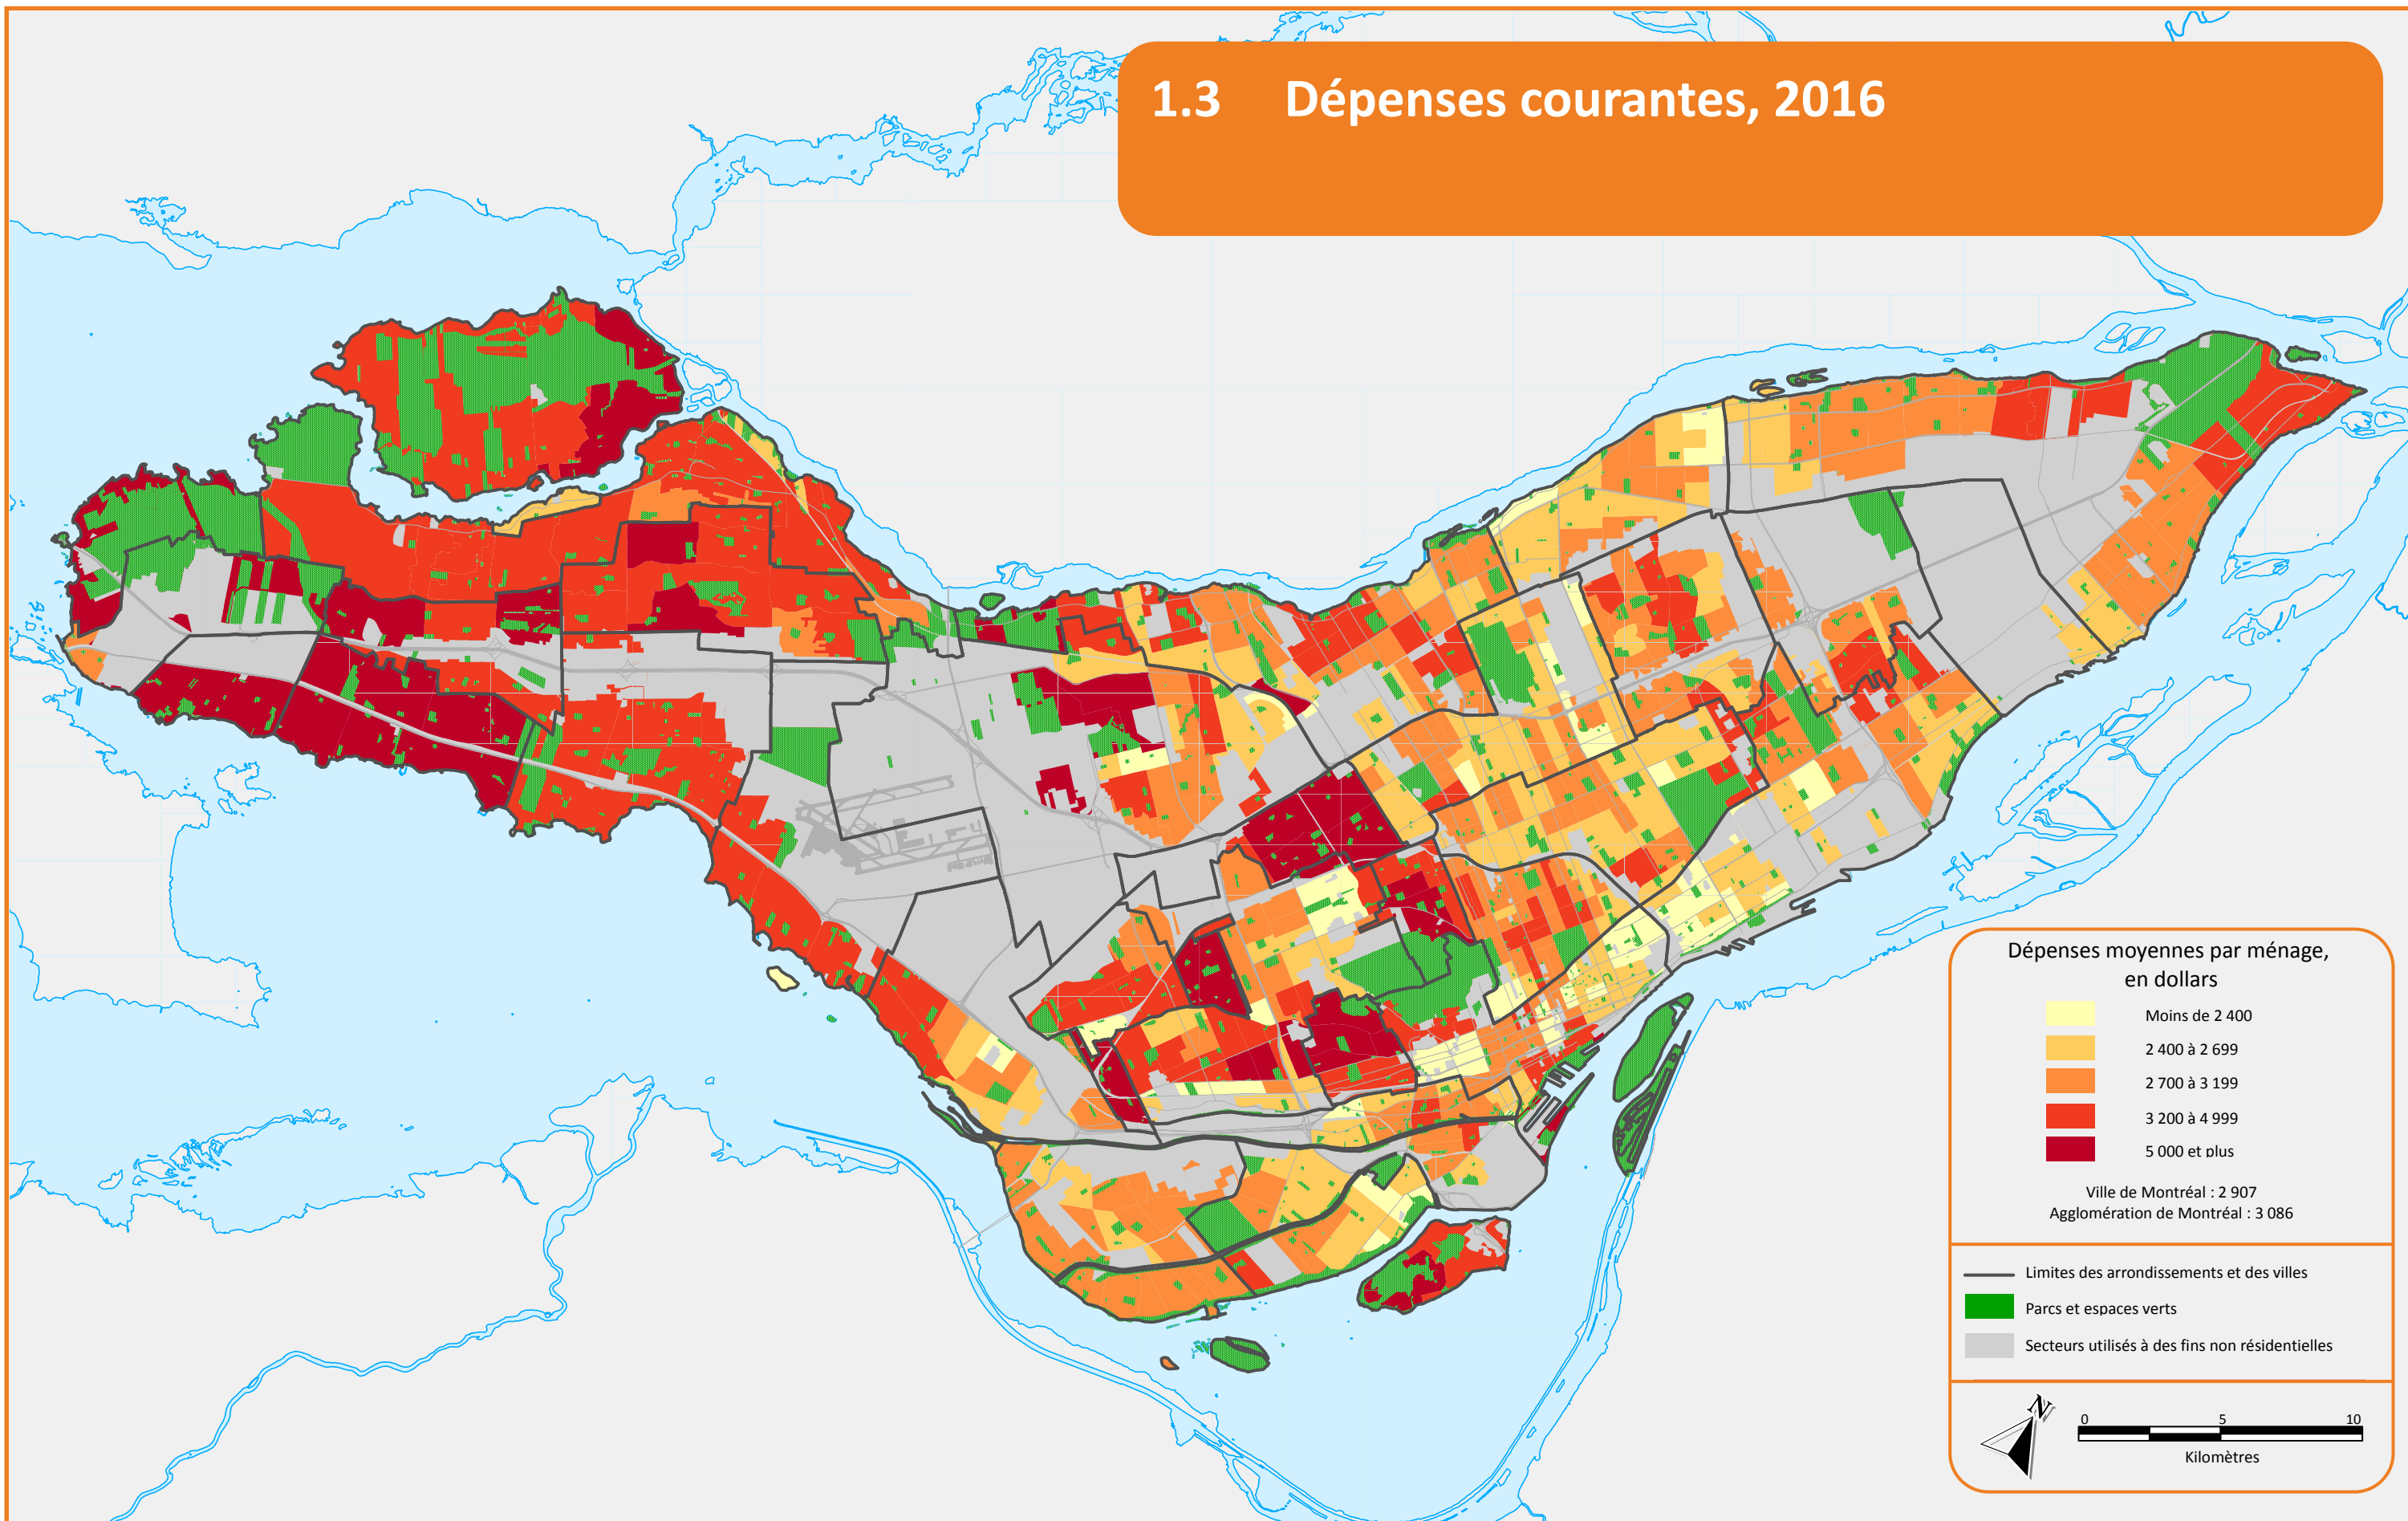 1.3 Dépenses courantes, 2016
Dépenses moyennes par ménage,
en dollars
Moins de 2 400
2 400 à 2 699
2 700 à 3 199
3 200 à 4 999
5 000 et plus
Ville de Montréal : 2 907
Agglomération de Montréal : 3 086
Limites des arrondissements et des villes
Parcs et espaces verts
Secteurs utilisés à des fins non résidentielles
N
0 5 10
Kilomètres